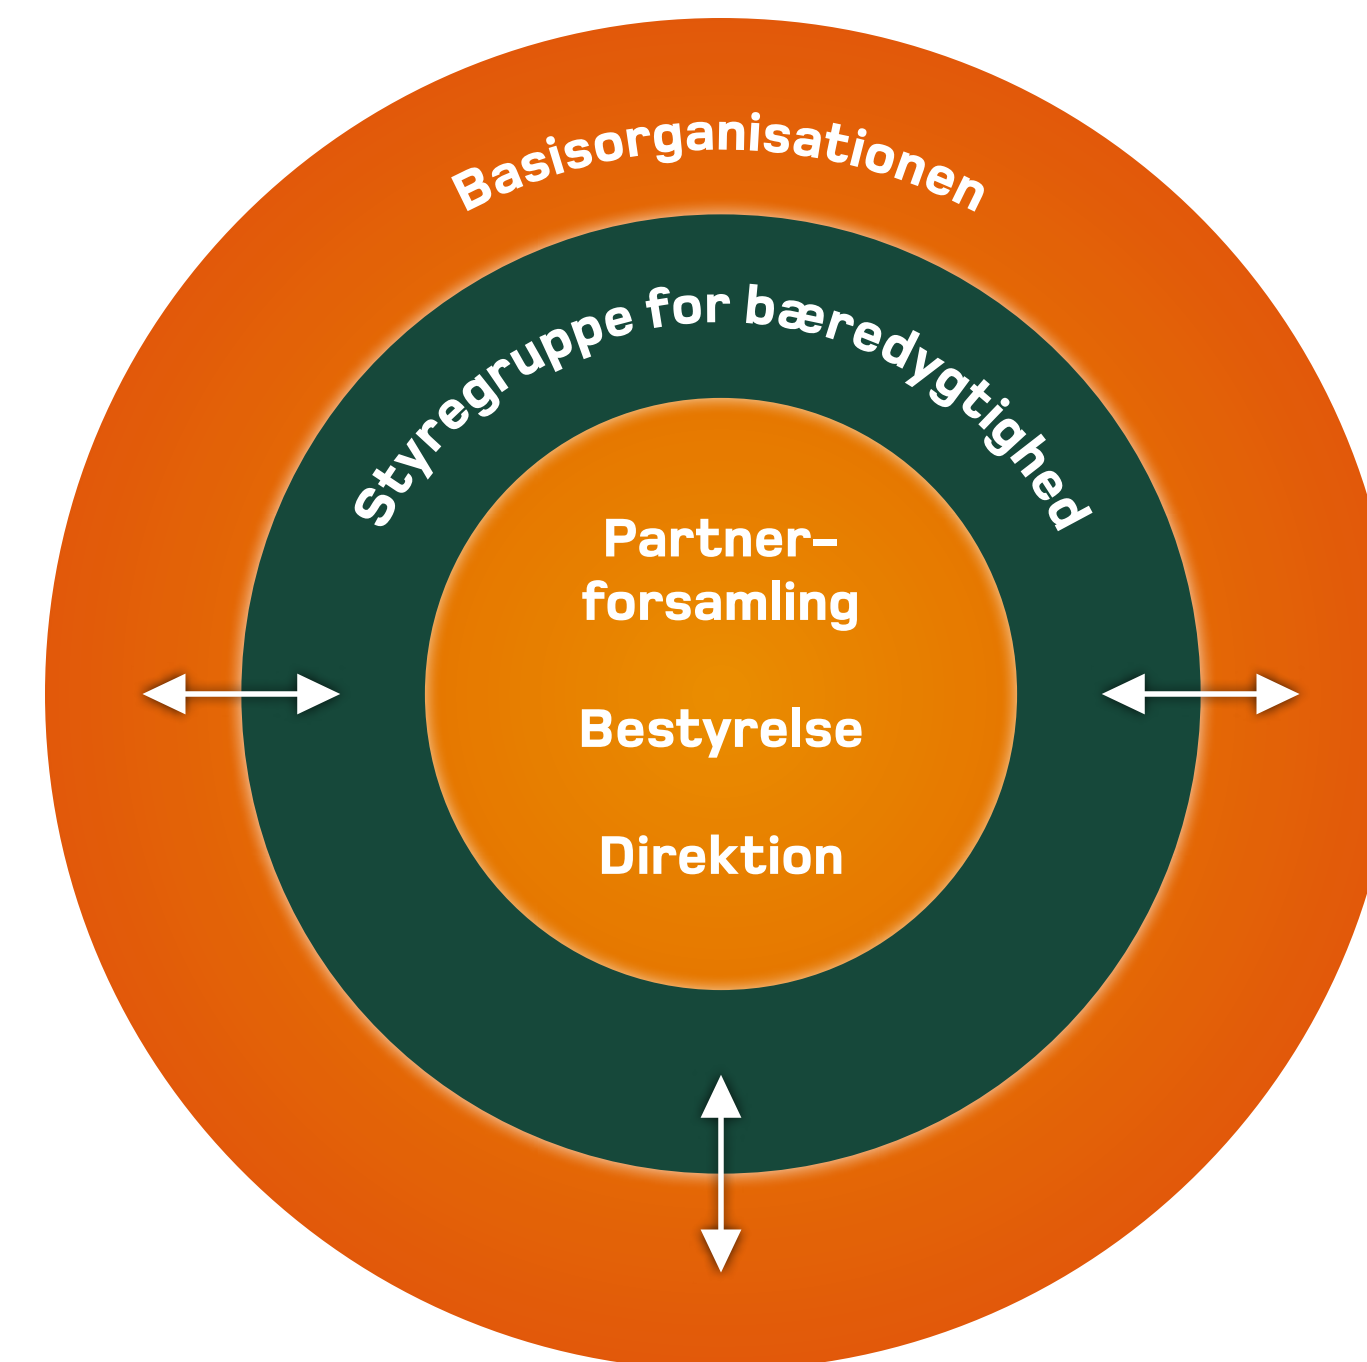 Basisorganisationen
Styregruppe for bæredygtighed
Partner-
forsamling
Bestyrelse
Direktion